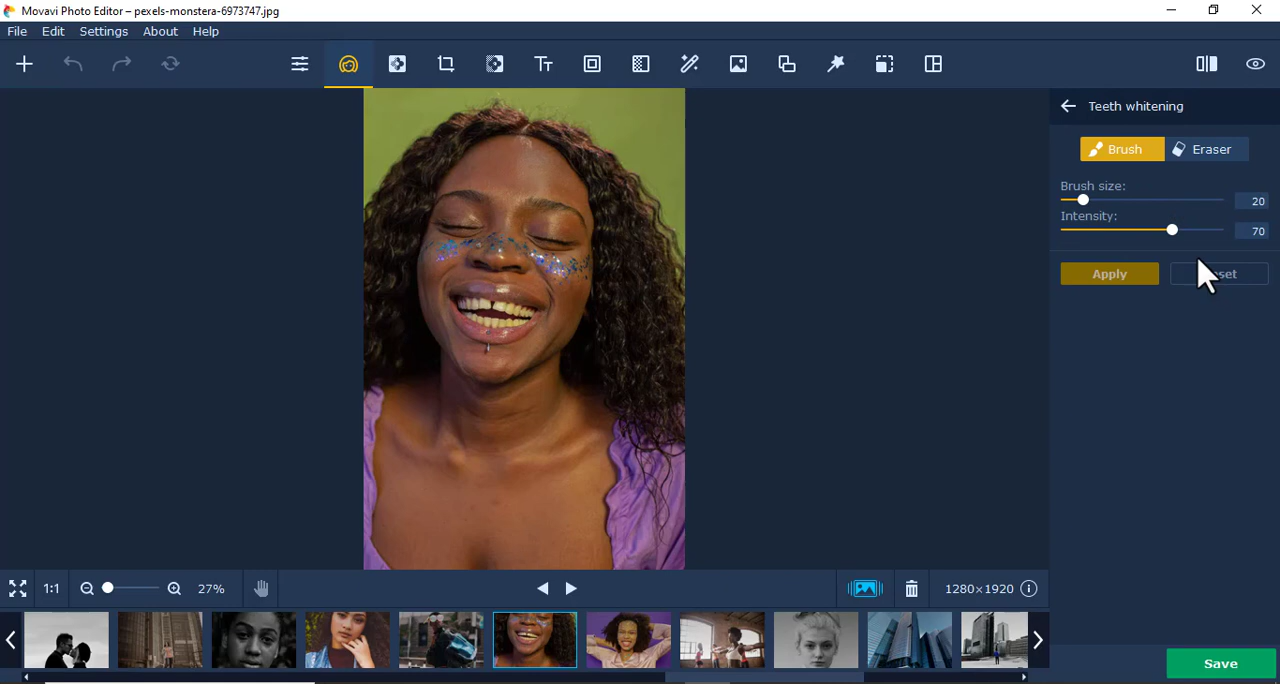 Movavi Photo Editor – pexels-monstera-6973747.jpg
File Edit Settings About Help
Teeth whitening
Brush Eraser
Brush size:
20
Intensity:
70
Apply
1:1 27% 1280×1920
Save